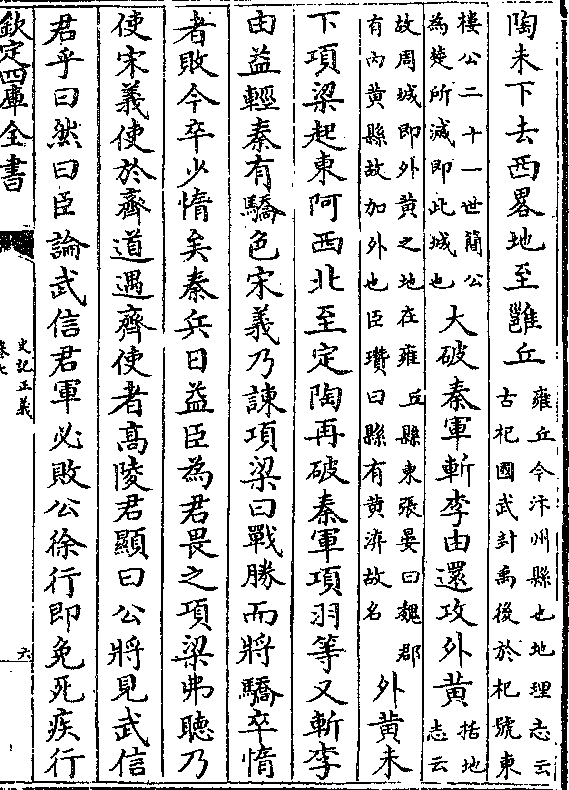 陶未下去西畧地至雝丘
雍丘今汴州縣也地理志云
古杞國武封禹後於杞號東
樓公二十一世簡公
為楚所滅即此城也
大破秦軍斬李由還攻外黄
括地
志云
故周城即外黄之地在雍丘縣東張晏曰魏郡
有內黄縣故加外也臣瓚曰縣有黄溝故名
外黄未
下項梁起東阿西北至定陶再破秦軍項羽等又斬李
由益輕秦有驕色宋義乃諫項梁曰戰勝而將驕卒惰
者敗今卒少惰矣秦兵日益臣為君畏之項梁弗聽乃
使宋義使於齊道遇齊使者高陵君顯曰公將見武信
君乎曰然曰臣論武信君軍必敗公徐行即免死疾行
欽定四庫全書
史記正義
卷七
六